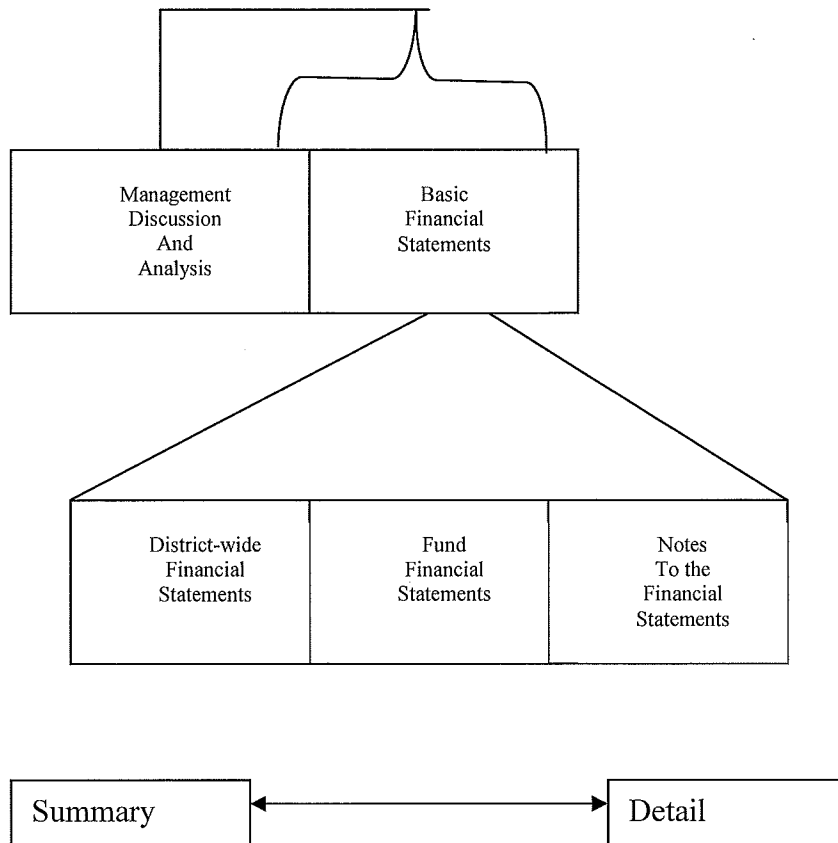 Management
Discussion
And
Analysis
Basic
Financial
Statements
District-wide
Financial
Statements
Fund
Financial
Statements
Notes
To the
Financial
Statements
Summary
Detail